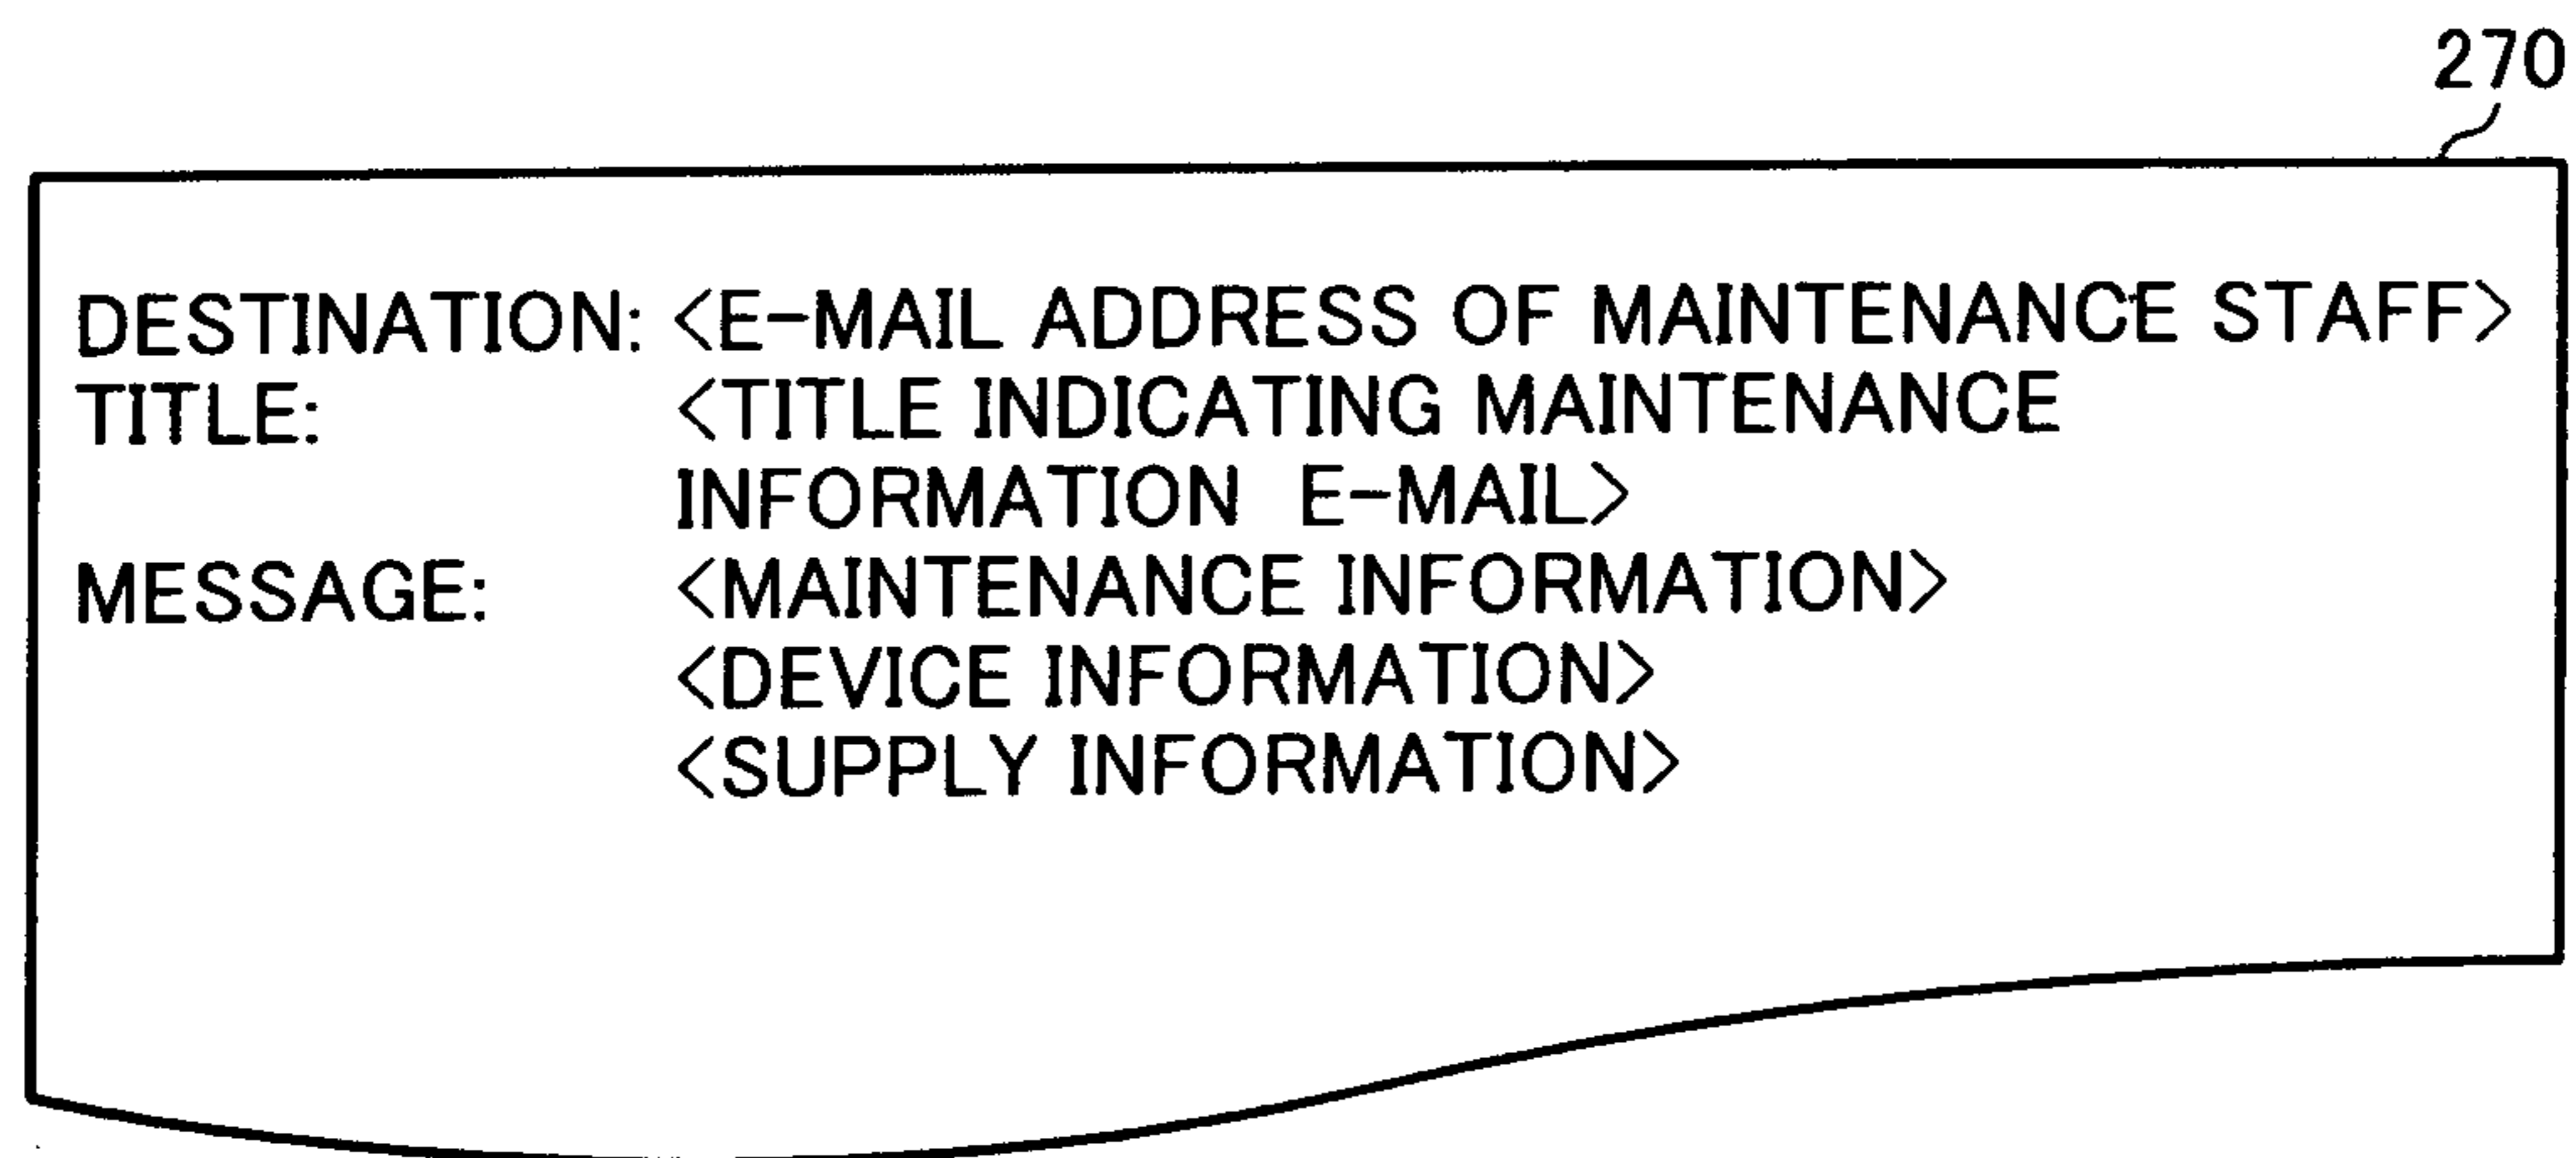 270
DESTINATION: <E-MAIL ADDRESS OF MAINTENANCE STAFF>
TITLE: <TITLE INDICATING MAINTENANCE
INFORMATION E-MAIL>
MESSAGE: <MAINTENANCE INFORMATION>
<DEVICE INFORMATION>
<SUPPLY INFORMATION>